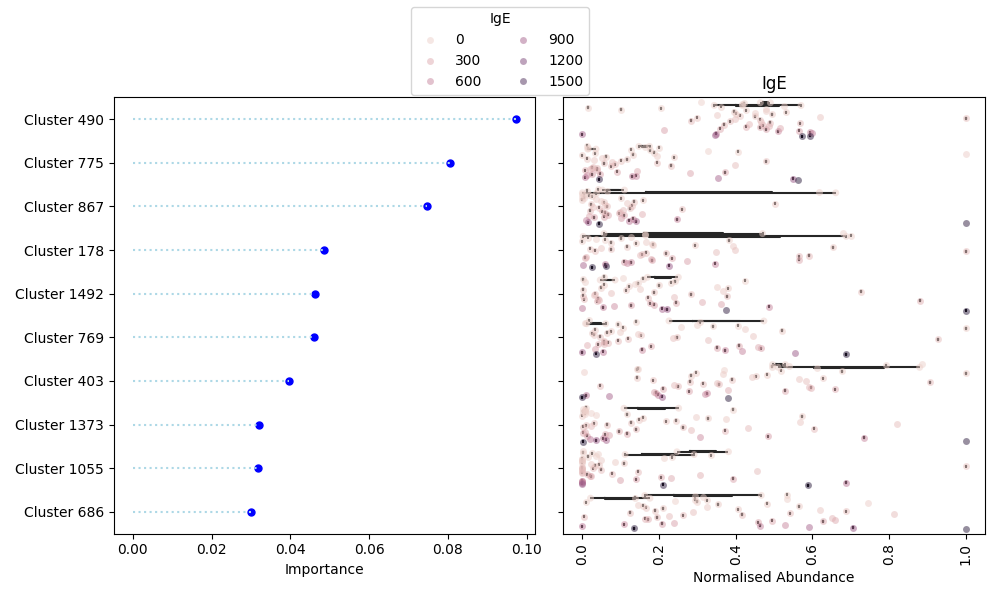 IgE
0 900
300 1200
600 1500
IgE
Cluster 490
Cluster 775
Cluster 867
Cluster 178
Cluster 1492
Cluster 769
Cluster 403
Cluster 1373
Cluster 1055
Cluster 686
0.00 0.02 0.04 0.06 0.08 0.10
Importance
0.0 0.2 0.4 0.6 0.8 1.0
Normalised Abundance